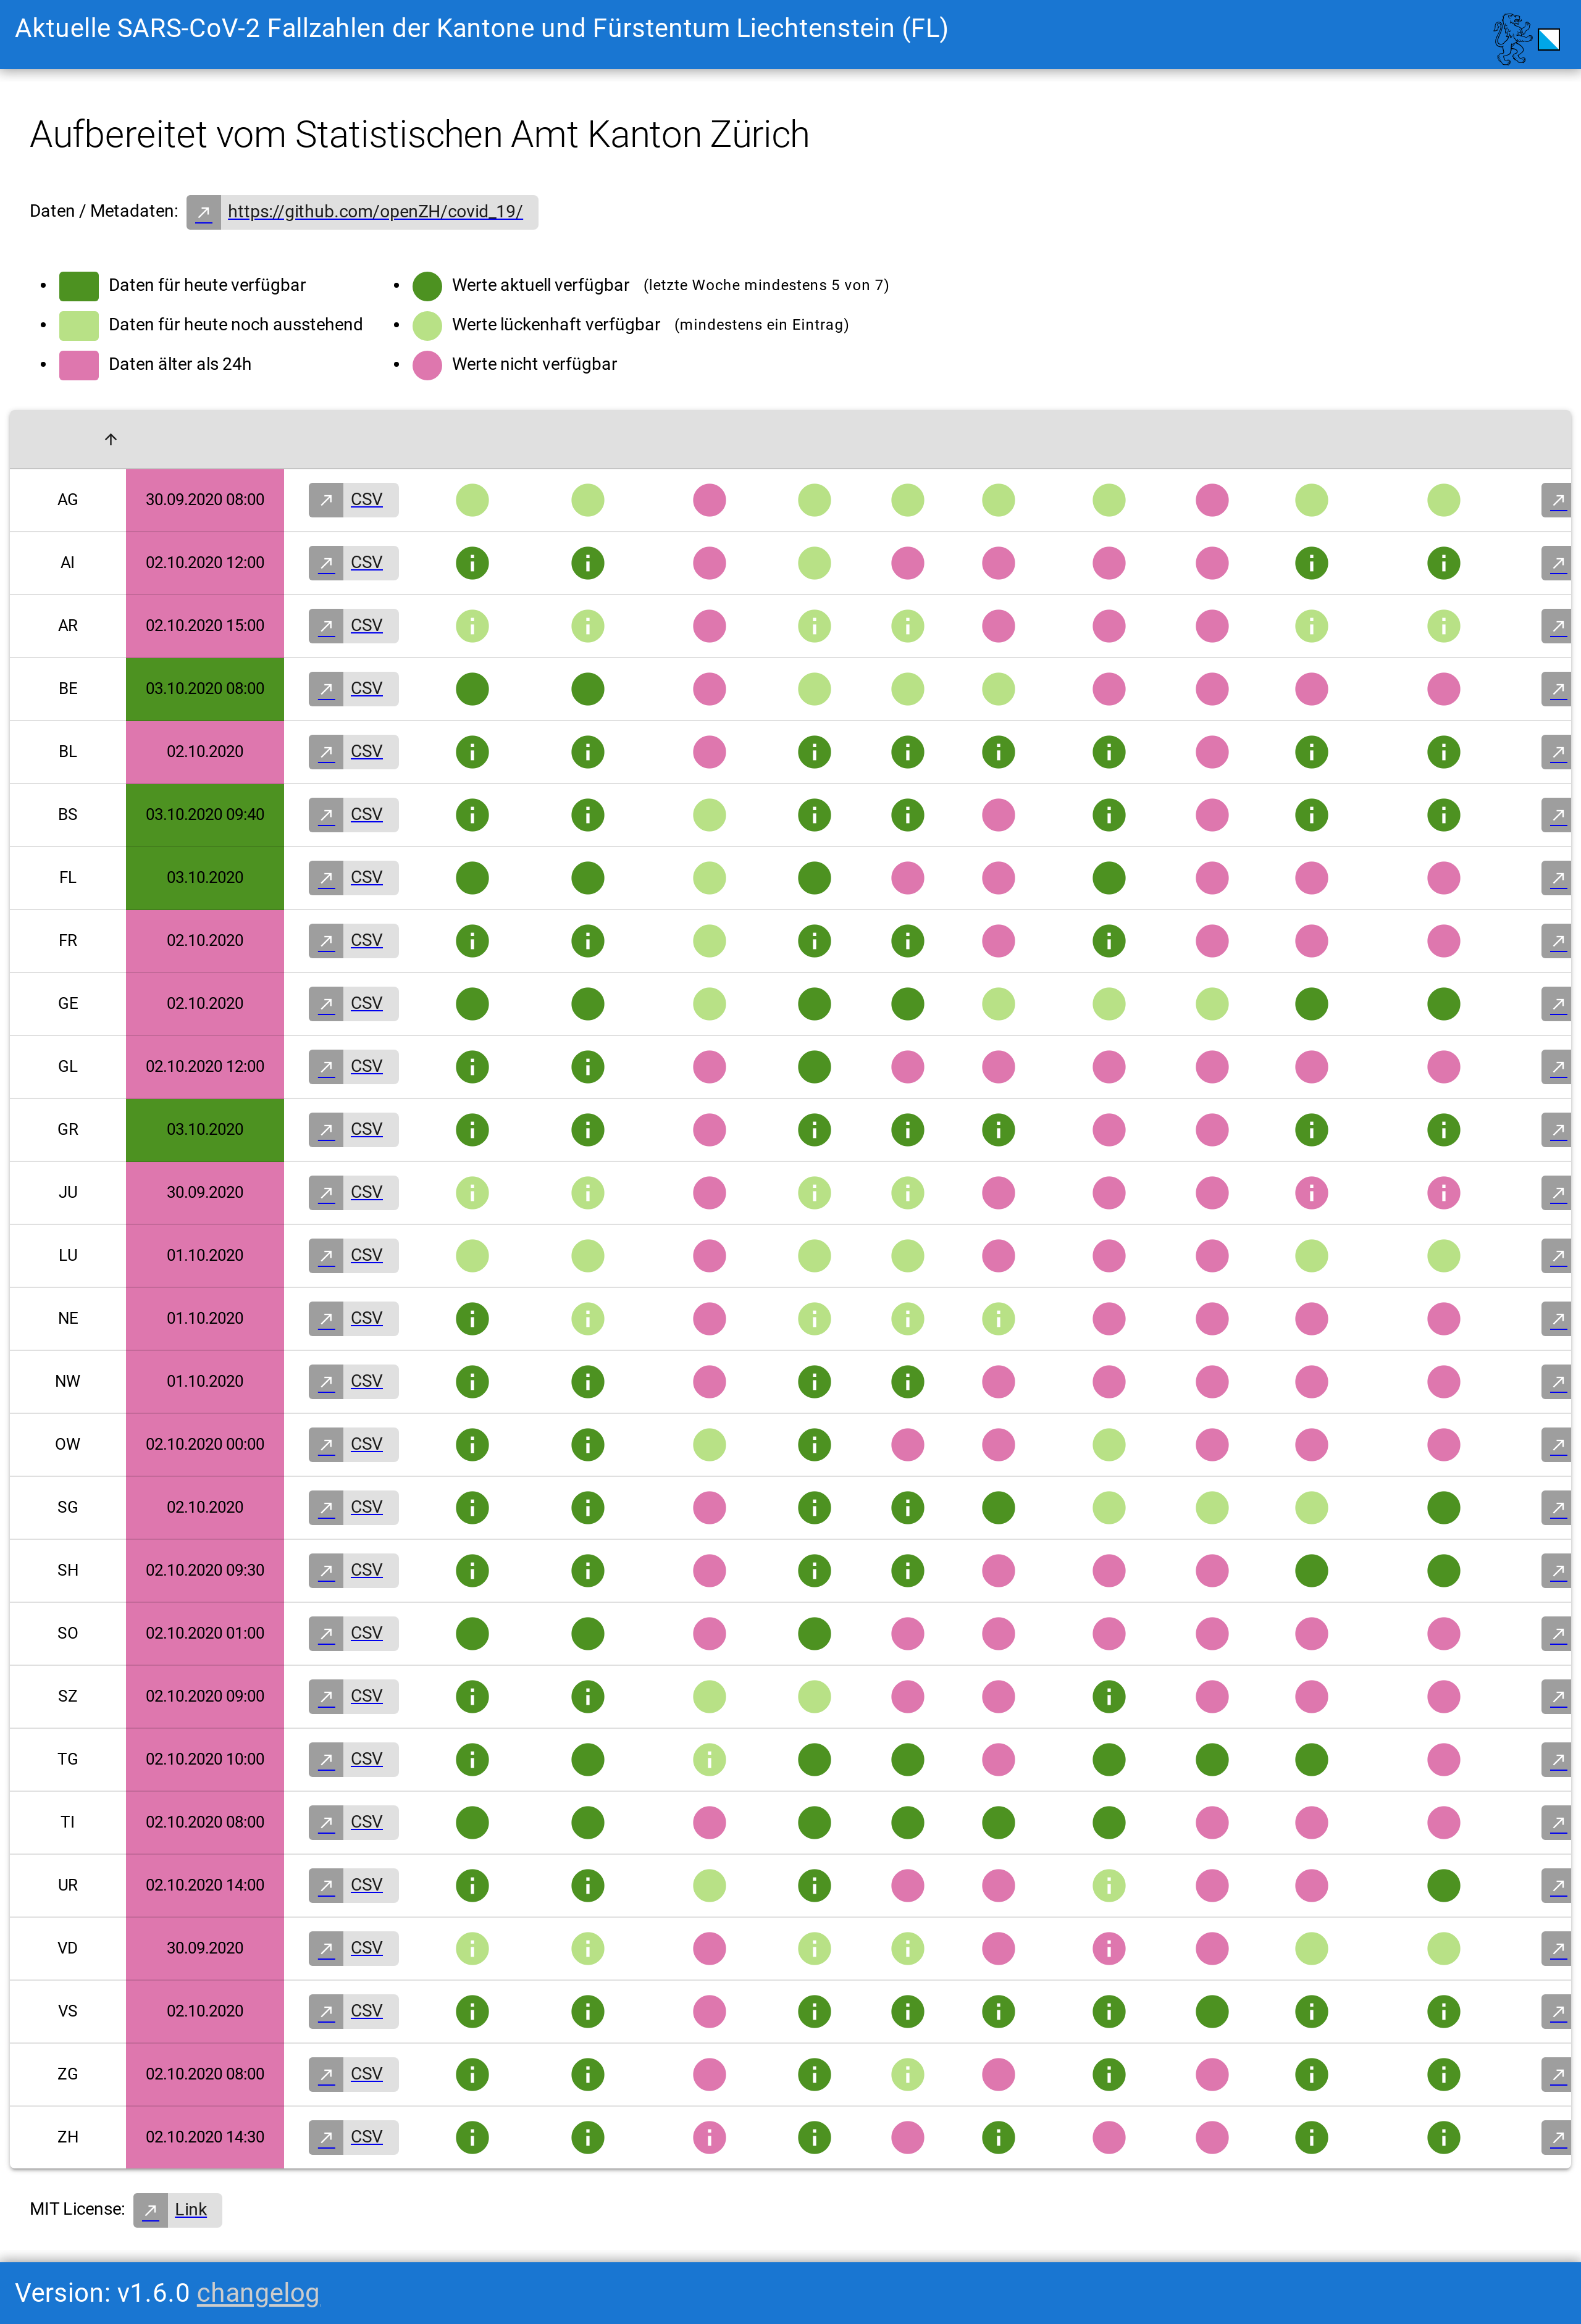 Aktuelle SARS-CoV-2 Fallzahlen der Kantone und Fürstentum Liechtenstein (FL)
Aufbereitet vom Statistischen Amt Kanton Zürich
Daten / Metadaten: https://github.com/openZH/covid_19/
Daten für heute verfügbar
Daten für heute noch ausstehend
Daten älter als 24h
Werte aktuell verfügbar (letzte Woche mindestens 5 von 7)
Werte lückenhaft verfügbar (mindestens ein Eintrag)
Werte nicht verfügbar
AG 30.09.2020 08:00 CSV
AI 02.10.2020 12:00 CSV
AR 02.10.2020 15:00 CSV
BE 03.10.2020 08:00 CSV
BL 02.10.2020 CSV
BS 03.10.2020 09:40 CSV
FL 03.10.2020 CSV
FR 02.10.2020 CSV
GE 02.10.2020 CSV
GL 02.10.2020 12:00 CSV
GR 03.10.2020 CSV
JU 30.09.2020 CSV
LU 01.10.2020 CSV
NE 01.10.2020 CSV
NW 01.10.2020 CSV
OW 02.10.2020 00:00 CSV
SG 02.10.2020 CSV
SH 02.10.2020 09:30 CSV
SO 02.10.2020 01:00 CSV
SZ 02.10.2020 09:00 CSV
TG 02.10.2020 10:00 CSV
TI 02.10.2020 08:00 CSV
UR 02.10.2020 14:00 CSV
VD 30.09.2020 CSV
VS 02.10.2020 CSV
ZG 02.10.2020 08:00 CSV
ZH 02.10.2020 14:30 CSV
MIT License: Link
Version: v1.6.0 changelog